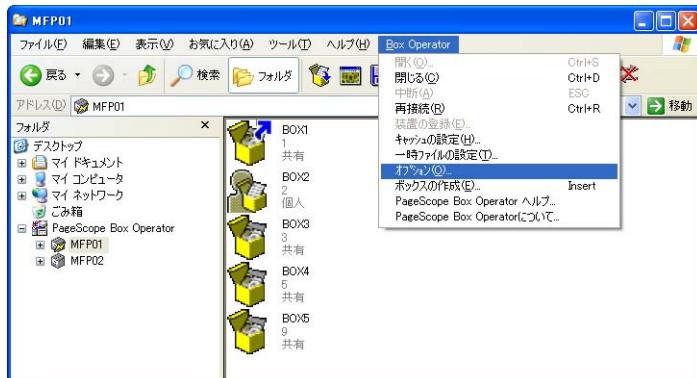 MFP01
ファイル(F) 編集(E) 表示(V) お気に入り(A) ツール(T) ヘルプ(H) Box Operator
戻る 検索 フォルダ
アドレス(D) MFP01 移動
開く(O)... Ctrl+S
閉じる(C) Ctrl+D
中断(A) ESC
再接続(R) Ctrl+R
装置の登録(E)...
キャッシュの設定(H)...
一時ファイルの設定(T)...
オプション(O)...
ボックスの作成(E)... Insert
PageScope Box Operator ヘルプ...
PageScope Box Operatorについて...
フォルダ ×
デスクトップ
マイ ドキュメント
マイ コンピュータ
マイ ネットワーク
ごみ箱
PageScope Box Operator
MFP01
MFP02
BOX1
1
共有
BOX2
2
個人
BOX3
3
共有
BOX4
5
共有
BOX5
9
共有